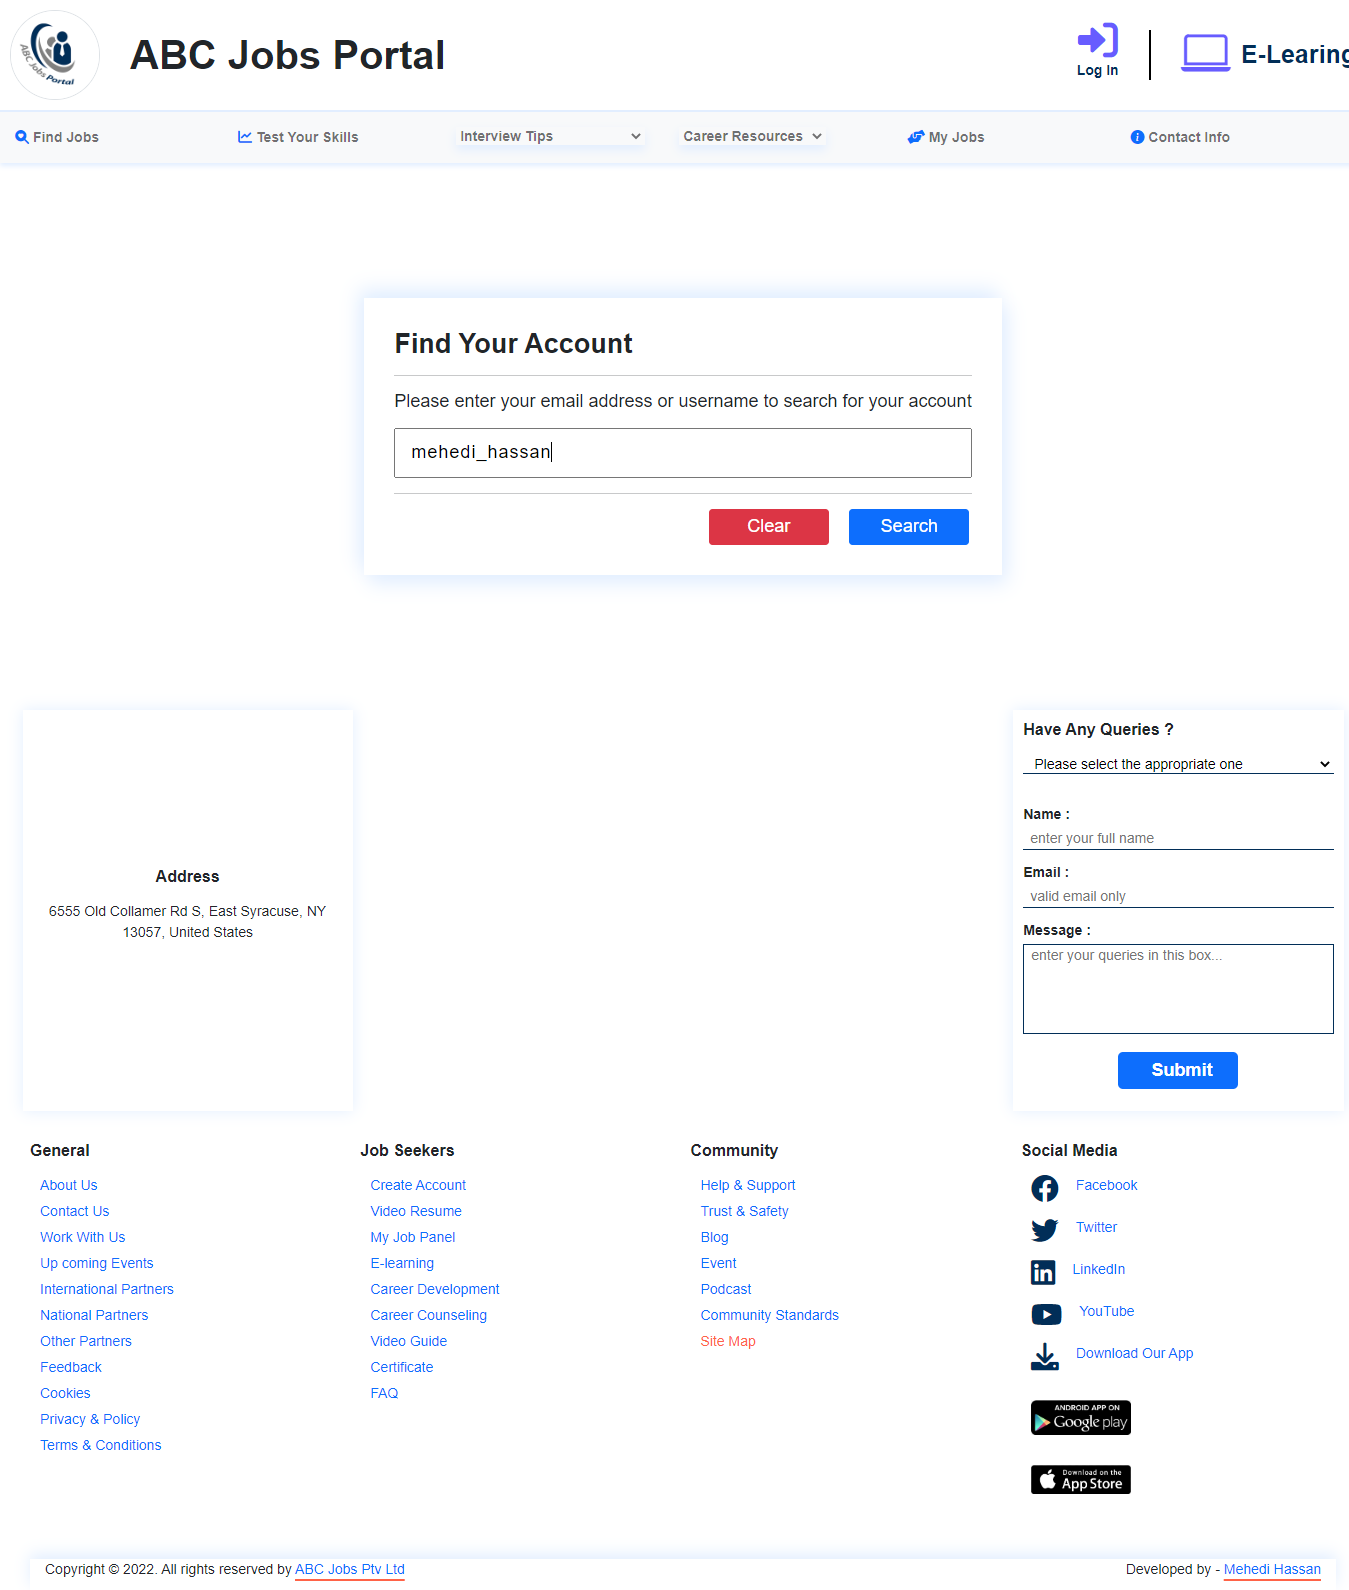 ABC Jobs Portal
ABC Jobs Portal
Log In
E-Learing
Find Jobs
Test Your Skills
Interview Tips
Career Resources
My Jobs
Contact Info
Find Your Account
Please enter your email address or username to search for your account
mehedi_hassan
Clear
Search
Address
6555 Old Collamer Rd S, East Syracuse, NY
13057, United States
Have Any Queries ?
Please select the appropriate one
Name :
enter your full name
Email :
valid email only
Message :
enter your queries in this box...
Submit
General
About Us
Contact Us
Work With Us
Up coming Events
International Partners
National Partners
Other Partners
Feedback
Cookies
Privacy & Policy
Terms & Conditions
Job Seekers
Create Account
Video Resume
My Job Panel
E-learning
Career Development
Career Counseling
Video Guide
Certificate
FAQ
Community
Help & Support
Trust & Safety
Blog
Event
Podcast
Community Standards
Site Map
Social Media
Facebook
Twitter
LinkedIn
YouTube
Download Our App
ANDROID APP ON
Google play
Download on the
App Store
Copyright © 2022. All rights reserved by ABC Jobs Ptv Ltd
Developed by - Mehedi Hassan